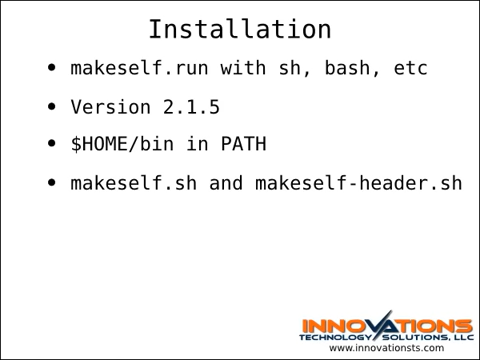 Installation
makeself.run with sh, bash, etc
Version 2.1.5
$HOME/bin in PATH
makeself.sh and makeself-header.sh
INNOVATIONS
TECHNOLOGY SOLUTIONS, LLC
www.innovationsts.com